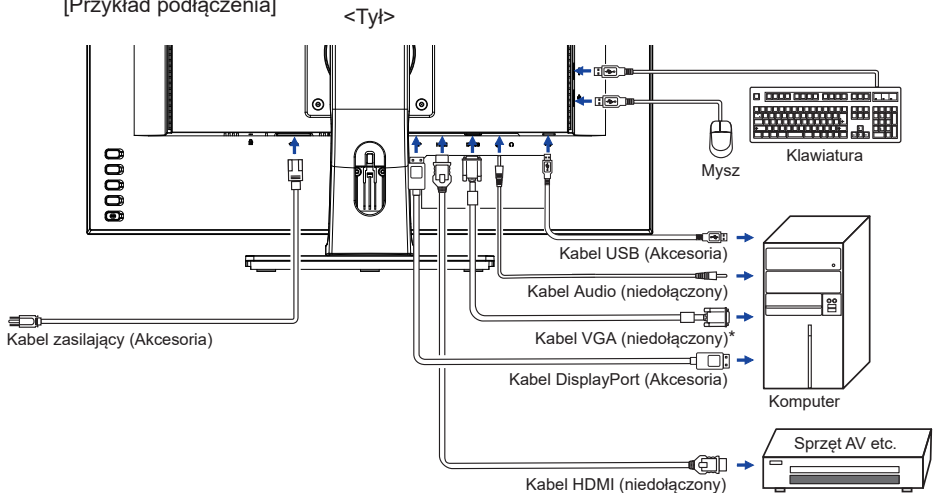 [Przykład podłączenia]
<Tył>
Klawiatura
Mysz
Kabel USB (Akcesoria)
Kabel Audio (niedołączony)
Kabel zasilający (Akcesoria)
Kabel VGA (niedołączony)*
Kabel DisplayPort (Akcesoria)
Komputer
Sprzęt AV etc.
Kabel HDMI (niedołączony)